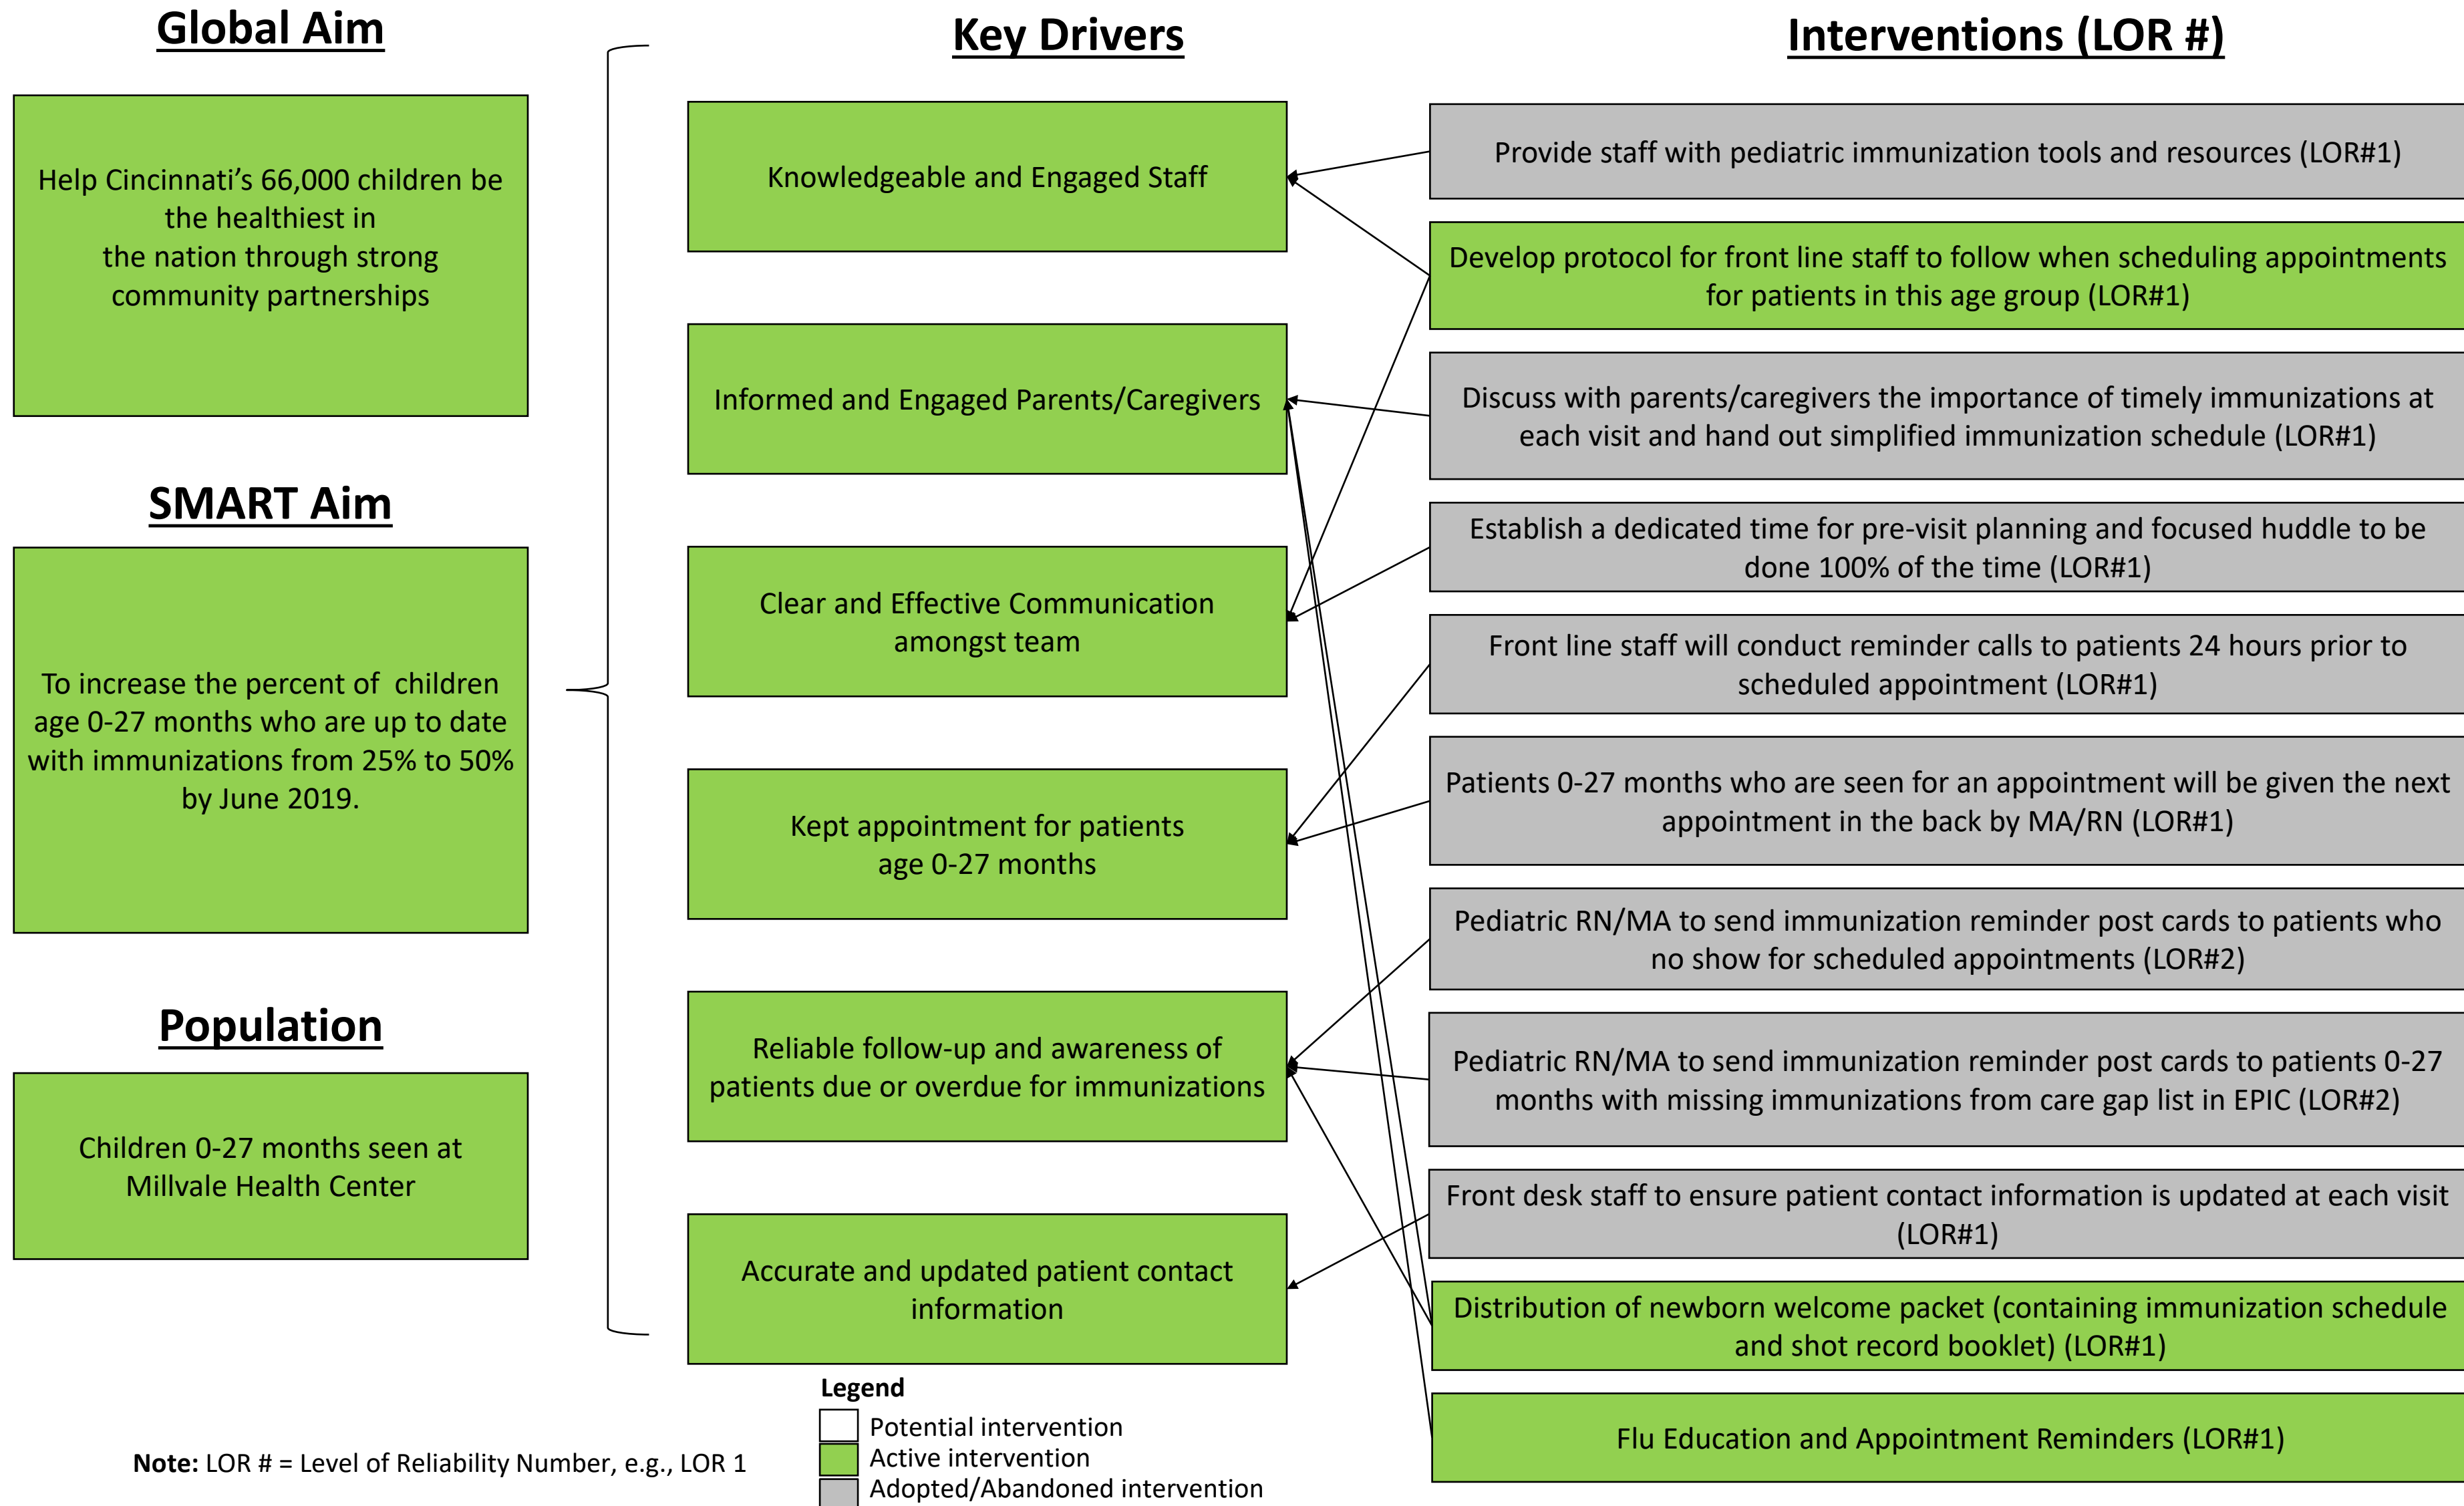 Global Aim
Help Cincinnati’s 66,000 children be
the healthiest in
the nation through strong
community partnerships
SMART Aim
To increase the percent of  children
age 0-27 months who are up to date
with immunizations from 25% to 50%
by June 2019.
Population
Children 0-27 months seen at
Millvale Health Center
Key Drivers
Knowledgeable and Engaged Staff
Informed and Engaged Parents/Caregivers
Clear and Effective Communication
amongst team
Kept appointment for patients
age 0-27 months
Reliable follow-up and awareness of
patients due or overdue for immunizations
Accurate and updated patient contact
information
Interventions (LOR #)
Provide staff with pediatric immunization tools and resources (LOR#1)
Develop protocol for front line staff to follow when scheduling appointments
for patients in this age group (LOR#1)
Discuss with parents/caregivers the importance of timely immunizations at
each visit and hand out simplified immunization schedule (LOR#1)
Establish a dedicated time for pre-visit planning and focused huddle to be
done 100% of the time (LOR#1)
Front line staff will conduct reminder calls to patients 24 hours prior to
scheduled appointment (LOR#1)
Patients 0-27 months who are seen for an appointment will be given the next
appointment in the back by MA/RN (LOR#1)
Pediatric RN/MA to send immunization reminder post cards to patients who
no show for scheduled appointments (LOR#2)
Pediatric RN/MA to send immunization reminder post cards to patients 0-27
months with missing immunizations from care gap list in EPIC (LOR#2)
Front desk staff to ensure patient contact information is updated at each visit
(LOR#1)
Distribution of newborn welcome packet (containing immunization schedule
and shot record booklet) (LOR#1)
Flu Education and Appointment Reminders (LOR#1)
Legend
Potential intervention
Active intervention
Adopted/Abandoned intervention
Note: LOR # = Level of Reliability Number, e.g., LOR 1